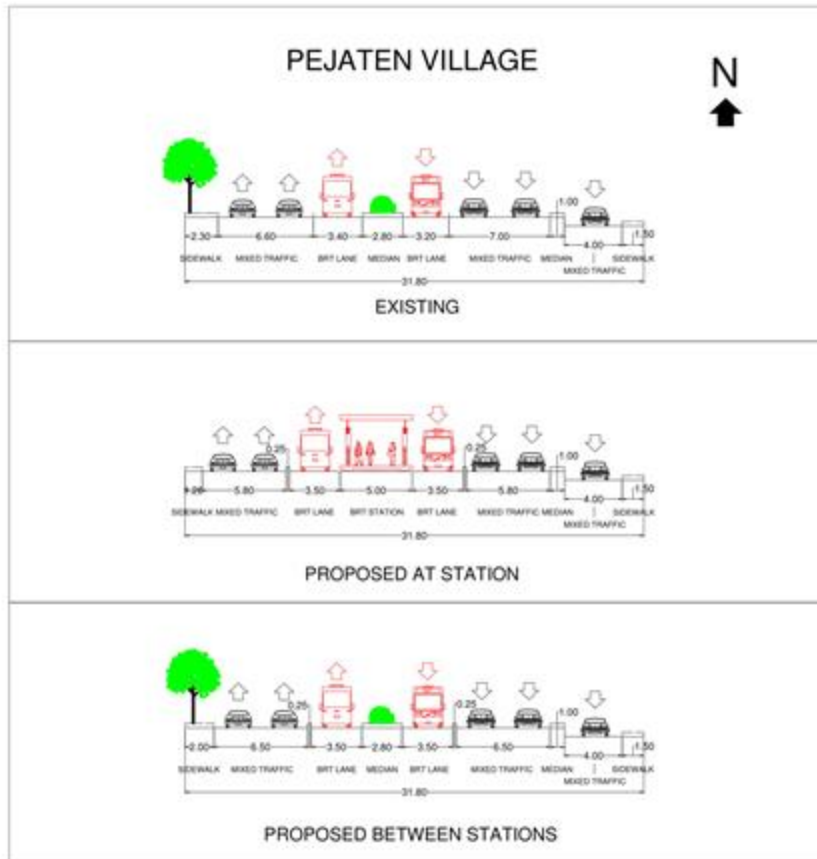 PEJATEN VILLAGE
N
1.00
2.30 6.60 3.40 2.80 3.20 7.00 4.00 1.50
SIDEWALK MIXED TRAFFIC BRT LANE MEDIAN BRT LANE MIXED TRAFFIC MEDIAN | SIDEWALK
MIXED TRAFFIC
31.80
EXISTING
0.25 0.25 1.00
5.80 3.50 5.00 3.50 5.80 4.00 1.50
SIDEWALK MIXED TRAFFIC BRT LANE BRT STATION BRT LANE MIXED TRAFFIC MEDIAN | SIDEWALK
MIXED TRAFFIC
31.80
PROPOSED AT STATION
0.25 0.25 1.00
2.00 6.50 3.50 2.80 3.50 6.50 4.00 1.50
SIDEWALK MIXED TRAFFIC BRT LANE MEDIAN BRT LANE MIXED TRAFFIC MEDIAN | SIDEWALK
MIXED TRAFFIC
31.80
PROPOSED BETWEEN STATIONS